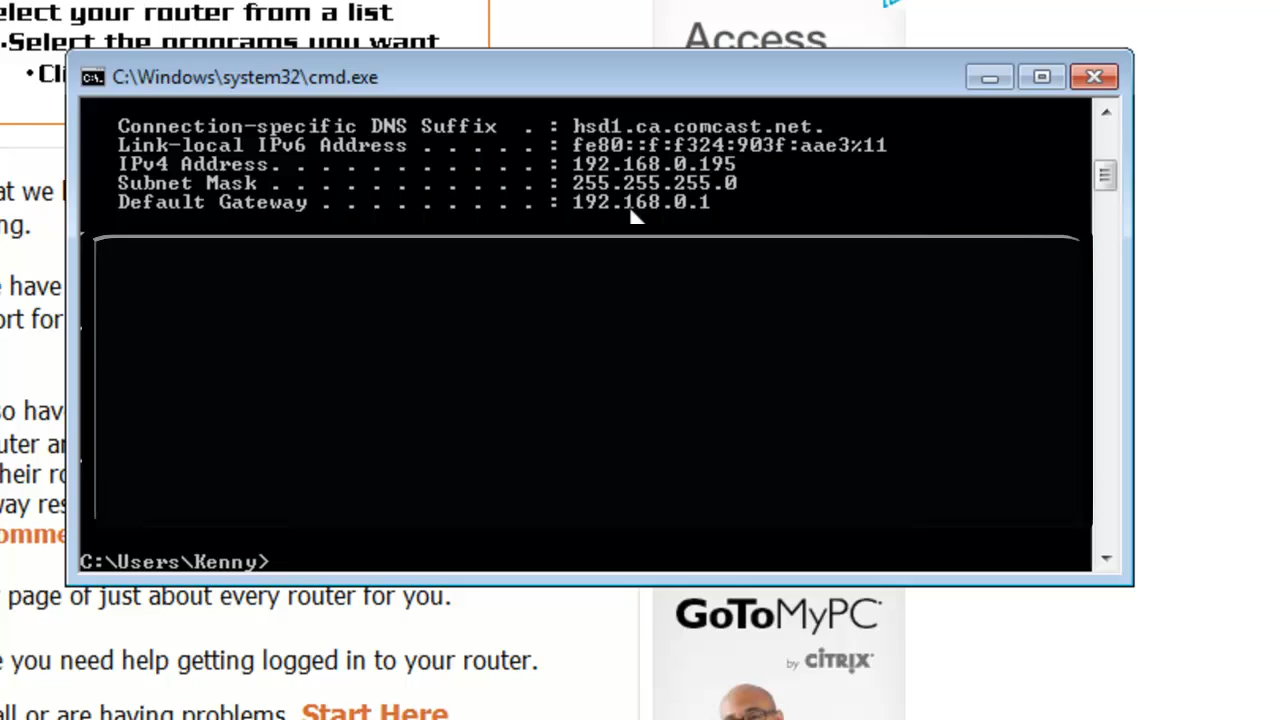 elect your router from a list
•Select the programs you want
Access
•Cli
C:\Windows\system32\cmd.exe
Connection-specific DNS Suffix . : hsd1.ca.comcast.net.
Link-local IPv6 Address . . . . . : fe80::f:f324:903f:aae3%11
IPv4 Address. . . . . . . . . . . : 192.168.0.195
Subnet Mask . . . . . . . . . . . : 255.255.255.0
Default Gateway . . . . . . . . . : 192.168.0.1
at we
ng.
e have
ort for
so hav
uter
heir
way res
omme
C:\Users\Kenny>
page of just about every router for you.
GoToMyPC
by CITRIX
e you need help getting logged in to your router.
all or are having problems. Start Here